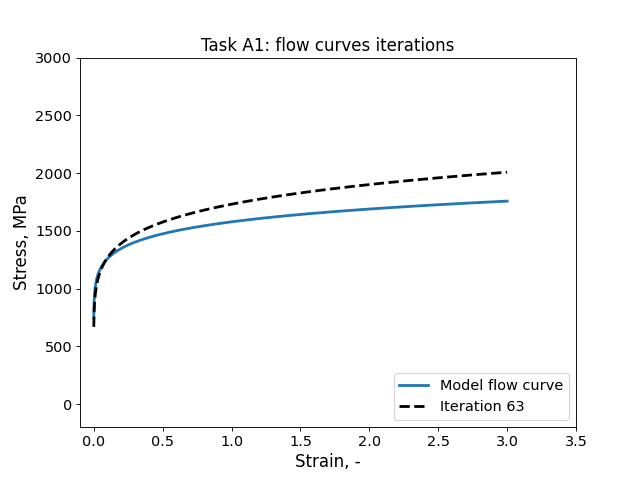 Task A1: flow curves iterations
3000
2500
2000
1500
1000
500
0
Stress, MPa
0.0 0.5 1.0 1.5 2.0 2.5 3.0 3.5
Strain, -
Model flow curve
Iteration 63